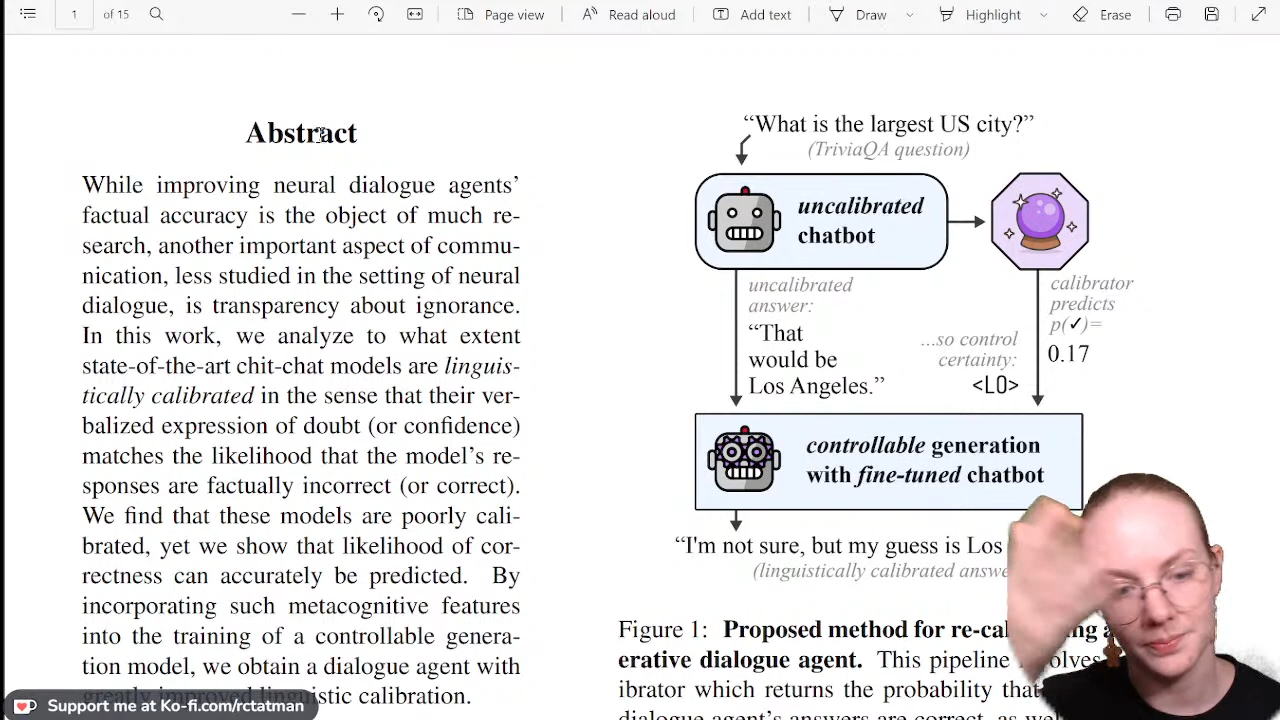 1 of 15
Page view
Read aloud
Add text
Draw
Highlight
Erase
Abstract
While improving neural dialogue agents'
factual accuracy is the object of much re-
search, another important aspect of commu-
nication, less studied in the setting of neural
dialogue, is transparency about ignorance.
In this work, we analyze to what extent
state-of-the-art chit-chat models are linguis-
tically calibrated in the sense that their ver-
balized expression of doubt (or confidence)
matches the likelihood that the model's re-
sponses are factually incorrect (or correct).
We find that these models are poorly cali-
brated, yet we show that likelihood of cor-
rectness can accurately be predicted. By
incorporating such metacognitive features
into the training of a controllable genera-
tion model, we obtain a dialogue agent with
greatly improved linguistic calibration.
Support me at Ko-fi.com/rctatman
“What is the largest US city?”
(TriviaQA question)
uncalibrated
chatbot
uncalibrated
answer:
“That
would be
Los Angeles.”
calibrator
predicts
p(✓)=
0.17
...so control
certainty:
<LO>
controllable generation
with fine-tuned chatbot
“I'm not sure, but my guess is Los
(linguistically calibrated
Figure 1: Proposed method for
erative dialogue agent. This pipeline
ibrator which returns the probability
dialogue agent's answers are correct, as